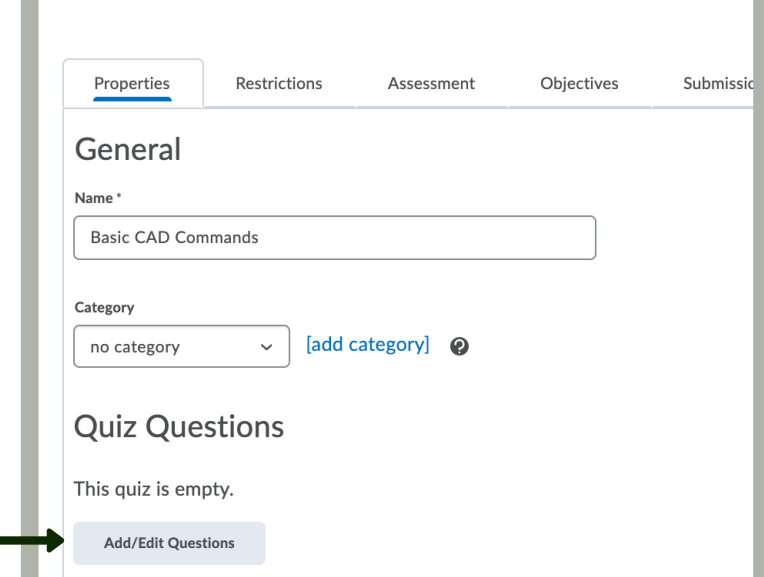 Properties Restrictions Assessment Objectives
General
Name *
Basic CAD Commands
Category
no category [add category] ?
Quiz Questions
This quiz is empty.
Add/Edit Questions